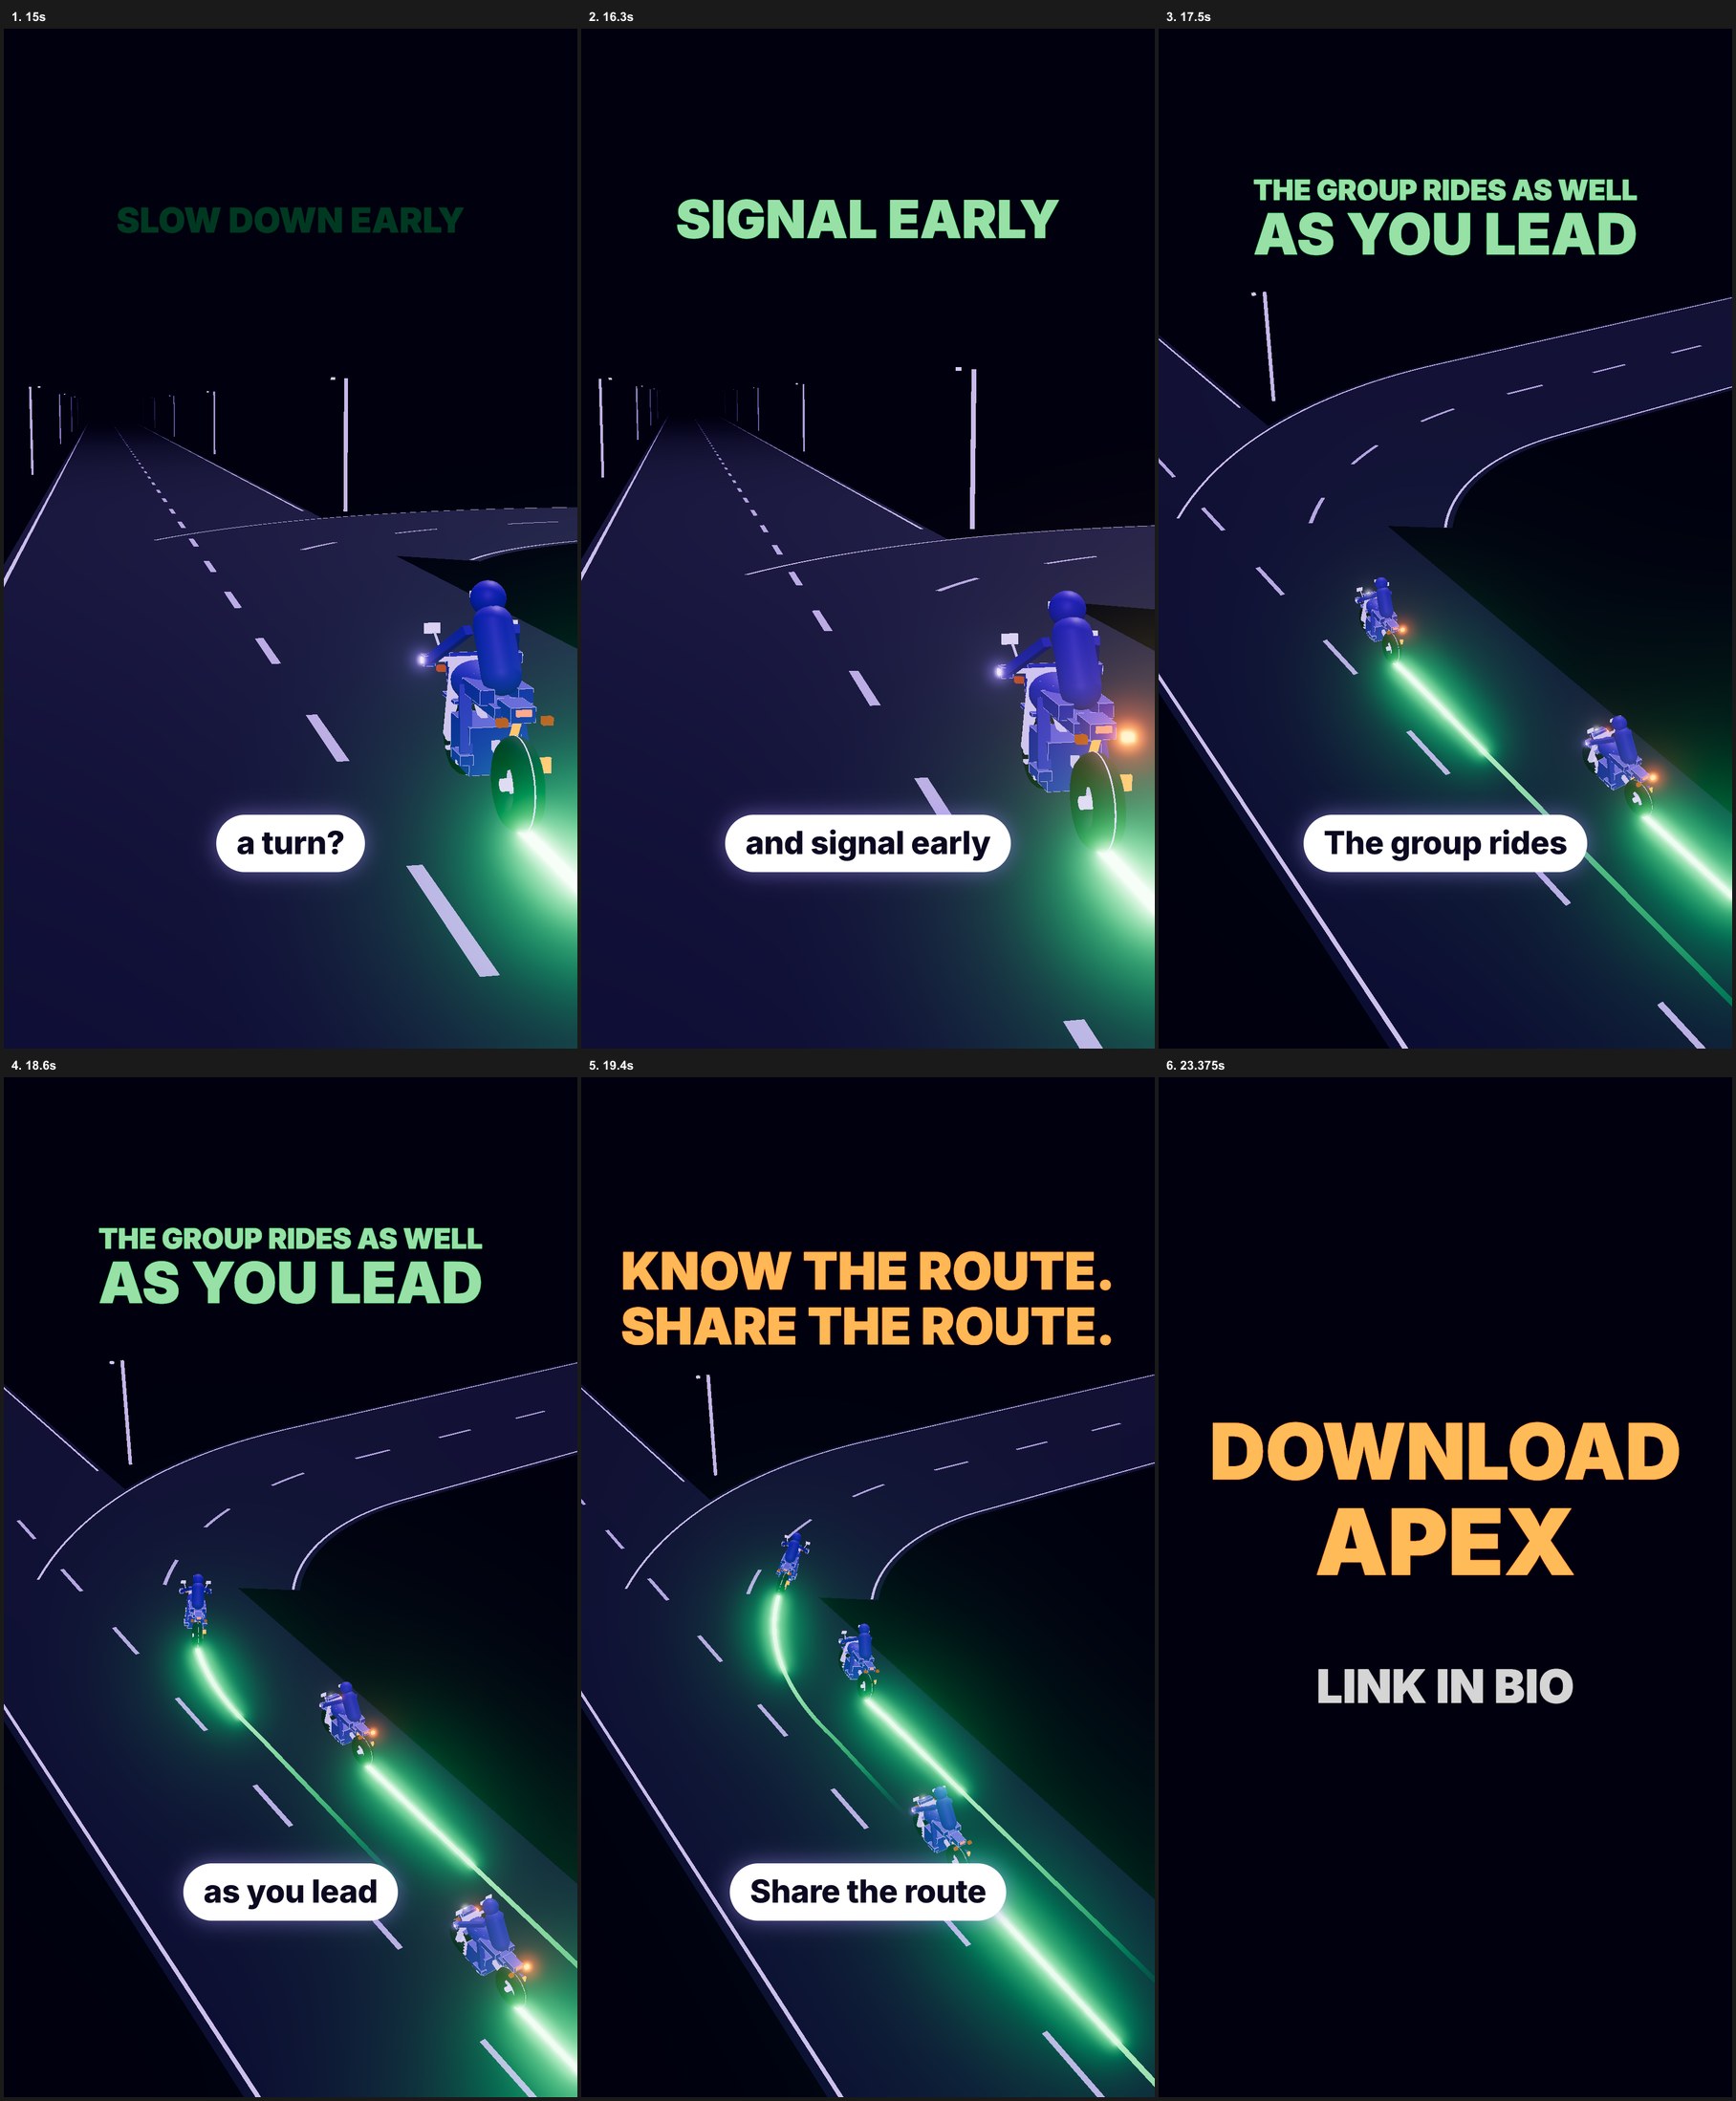 1. 15s
SLOW DOWN EARLY
a turn?
2. 16.3s
SIGNAL EARLY
and signal early
3. 17.5s
THE GROUP RIDES AS WELL
AS YOU LEAD
The group rides
4. 18.6s
THE GROUP RIDES AS WELL
AS YOU LEAD
as you lead
5. 19.4s
KNOW THE ROUTE.
SHARE THE ROUTE.
Share the route
6. 23.375s
DOWNLOAD
APEX
LINK IN BIO